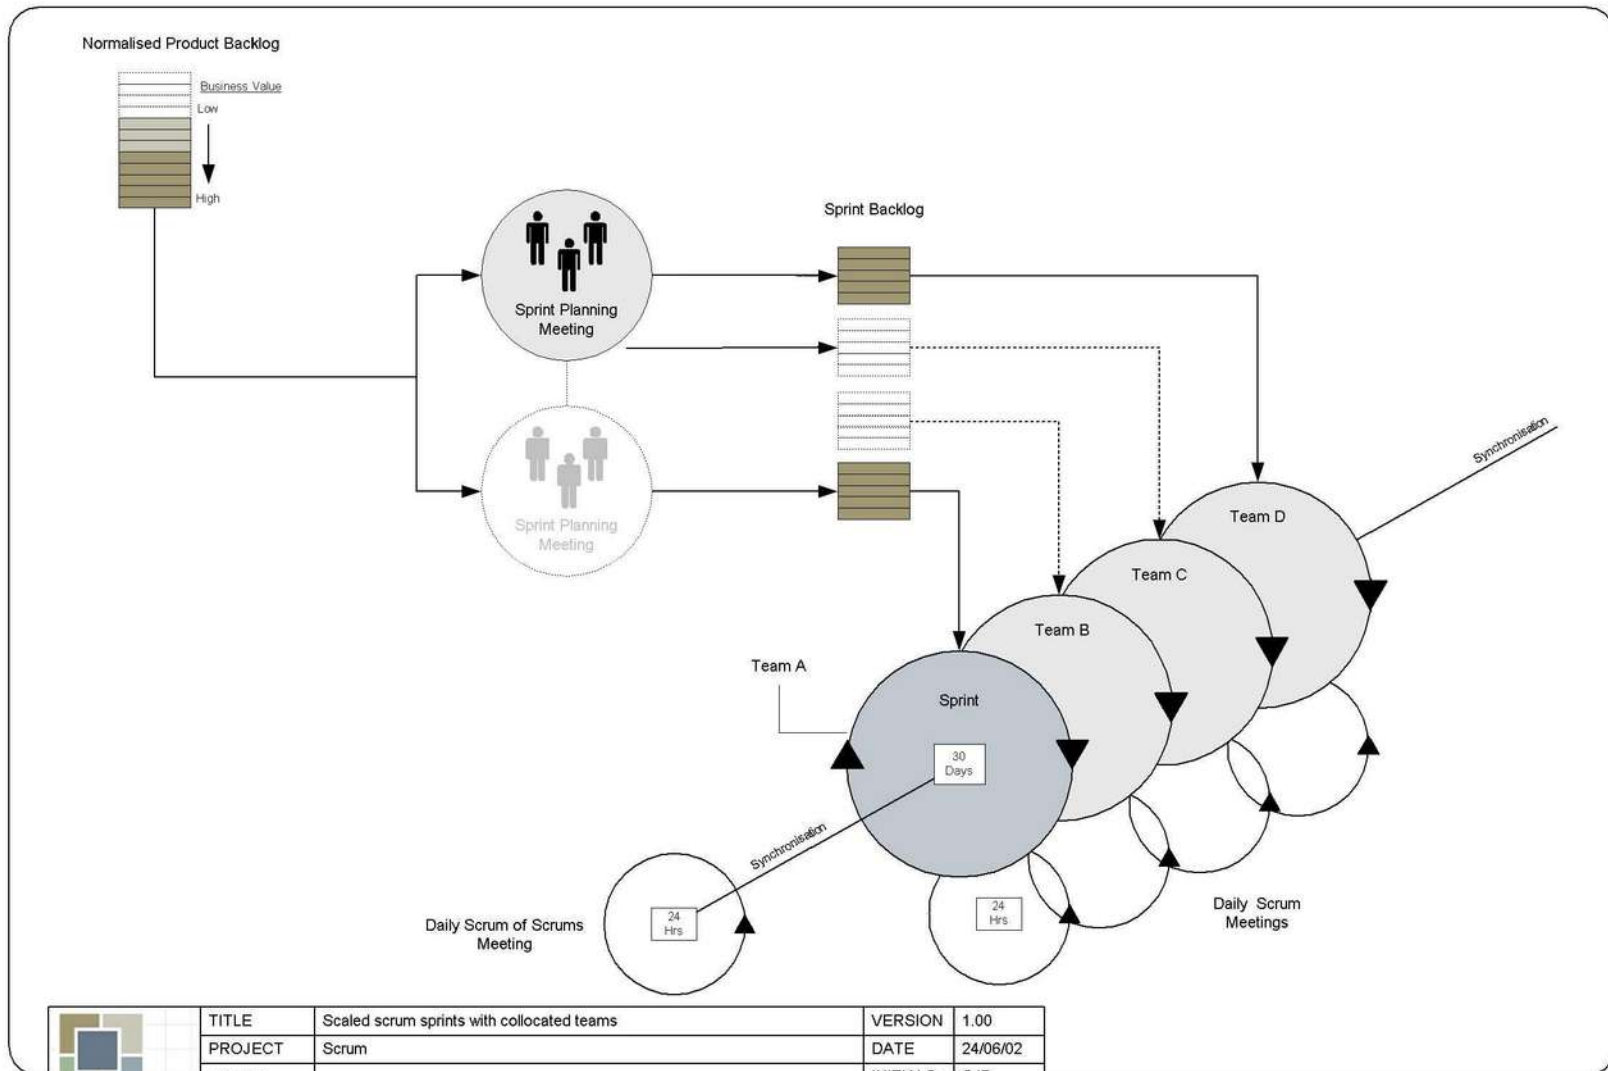 Normalised Product Backlog
Business Value
Low
High
Sprint Backlog
Sprint Planning
Meeting
Sprint Planning
Meeting
Synchronisation
Team D
Team C
Team B
Team A
Sprint
30
Days
Synchronisation
24
Hrs
Daily Scrum of Scrums
Meeting
24
Hrs
Daily Scrum
Meetings
TITLE Scaled scrum sprints with collocated teams VERSION 1.00
PROJECT Scrum DATE 24/06/02